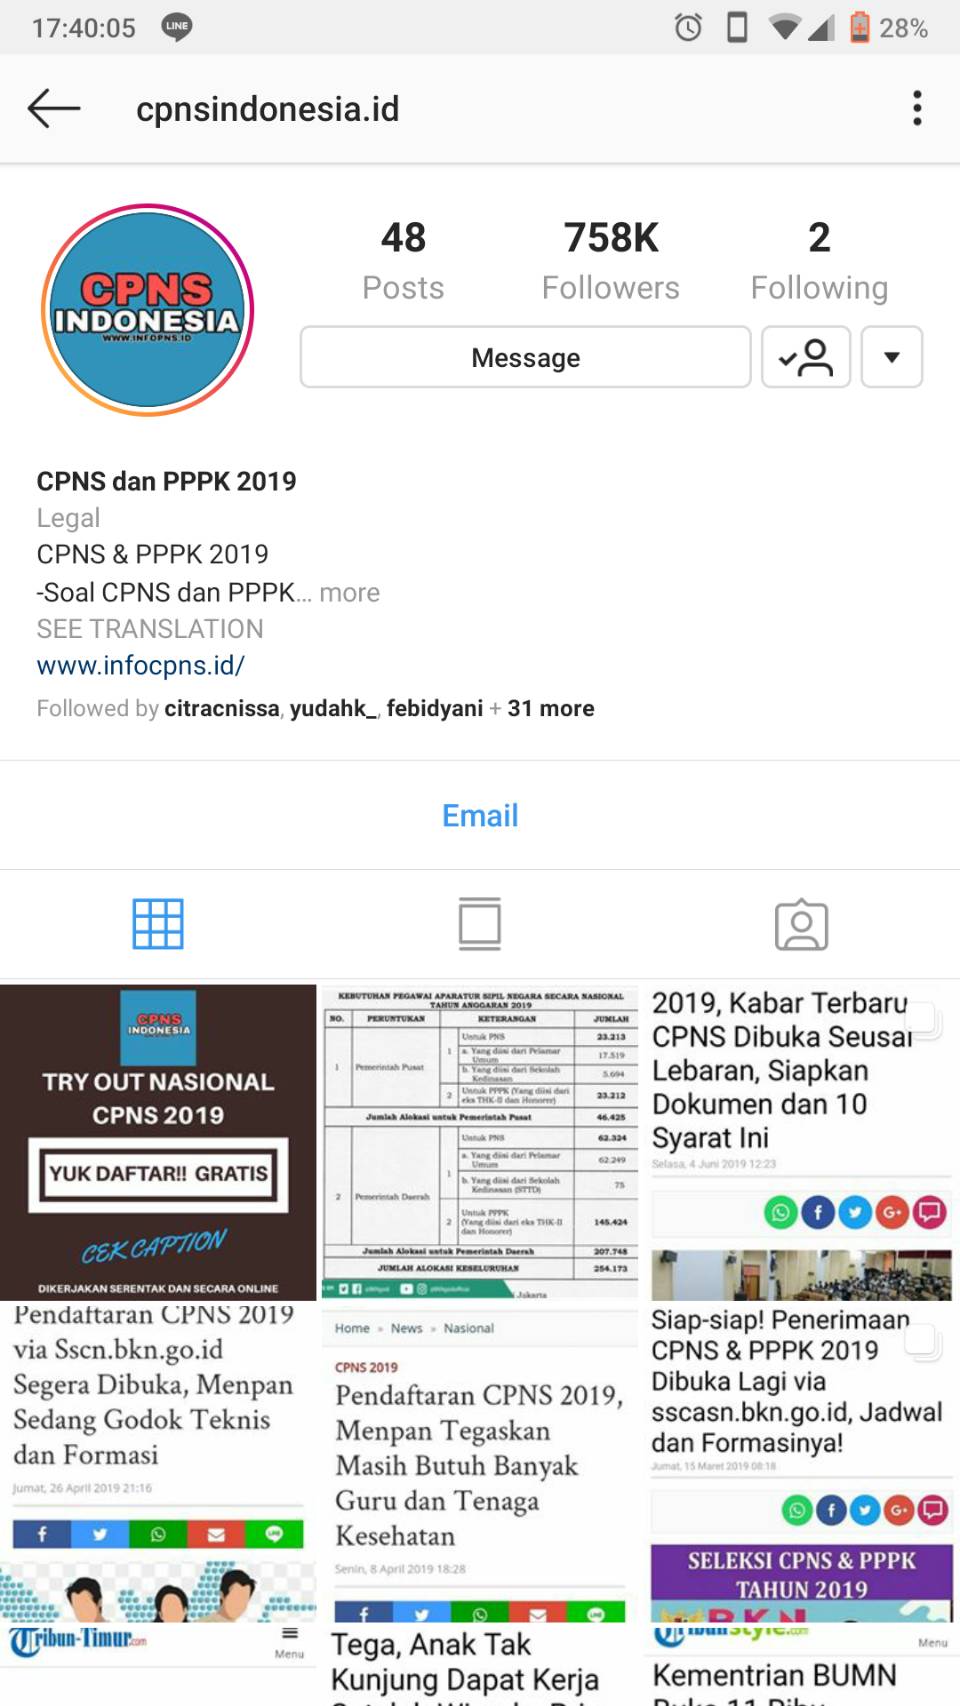 17:40:05
LINE
28%
cpnsindonesia.id
CPNS
INDONESIA
WWW.INFOPNS.ID
48
Posts
758K
Followers
2
Following
Message
CPNS dan PPPK 2019
Legal
CPNS & PPPK 2019
-Soal CPNS dan PPPK... more
SEE TRANSLATION
www.infocpns.id/
Followed by citracnissa, yudahk_, febidyani + 31 more
Email
CPNS
INDONESIA
TRY OUT NASIONAL
CPNS 2019
YUK DAFTAR!! GRATIS
CEK CAPTION
DIKERJAKAN SERENTAK DAN SECARA ONLINE
KEBUTUHAN PEGAWAI APARATUR SIPIL NEGARA SECARA NASIONAL
TAHUN ANGGARAN 2019
NO. PERUNTUKAN KETERANGAN JUMLAH
Untuk PNS 23.213
1 Pemerintah Pusat 1 a. Yang diisi dari Pelamar Umum 17.519
b. Yang diisi dari Sekolah Kedinasan 5.694
2 Untuk PPPK (Yang diisi dari eks THK-II dan Honorer) 23.212
Jumlah Alokasi untuk Pemerintah Pusat 46.425
Untuk PNS 62.324
2 Pemerintah Daerah 1 a. Yang diisi dari Pelamar Umum 62.249
b. Yang diisi dari Sekolah Kedinasan (STTD) 75
2 Untuk PPPK (Yang diisi dari eks THK-II dan Honorer) 145.424
Jumlah Alokasi untuk Pemerintah Daerah 207.748
JUMLAH ALOKASI KESELURUHAN 254.173
Jakarta
2019, Kabar Terbaru
CPNS Dibuka Seusai
Lebaran, Siapkan
Dokumen dan 10
Syarat Ini
Selasa, 4 Juni 2019 12:23
G+
Pendaftaran CPNS 2019
via Sscn.bkn.go.id
Segera Dibuka, Menpan
Sedang Godok Teknis
dan Formasi
Jumat, 26 April 2019 21:16
Home » News » Nasional
CPNS 2019
Pendaftaran CPNS 2019,
Menpan Tegaskan
Masih Butuh Banyak
Guru dan Tenaga
Kesehatan
Senin, 8 April 2019 18:28
Siap-siap! Penerimaan
CPNS & PPPK 2019
Dibuka Lagi via
sscasn.bkn.go.id, Jadwal
dan Formasinya!
Jumat, 15 Maret 2019 08:18
G+
SELEKSI CPNS & PPPK
TAHUN 2019
BKN
Tribun-Timur.com
Menu
Tega, Anak Tak
Kunjung Dapat Kerja
Tribunstyle.com
Menu
Kementrian BUMN
Buka 11 Ribu